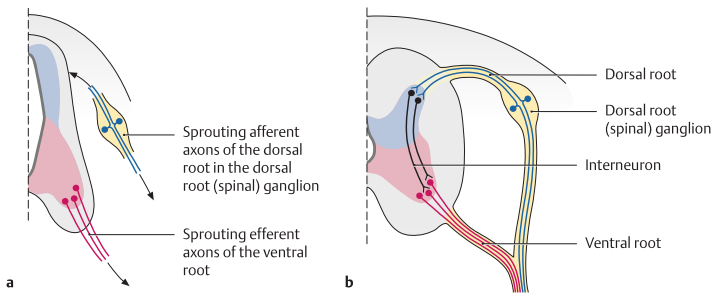 Sprouting afferent
axons of the dorsal
root in the dorsal
root (spinal) ganglion
Sprouting efferent
axons of the ventral
root
a
Dorsal root
Dorsal root
(spinal) ganglion
Interneuron
Ventral root
b